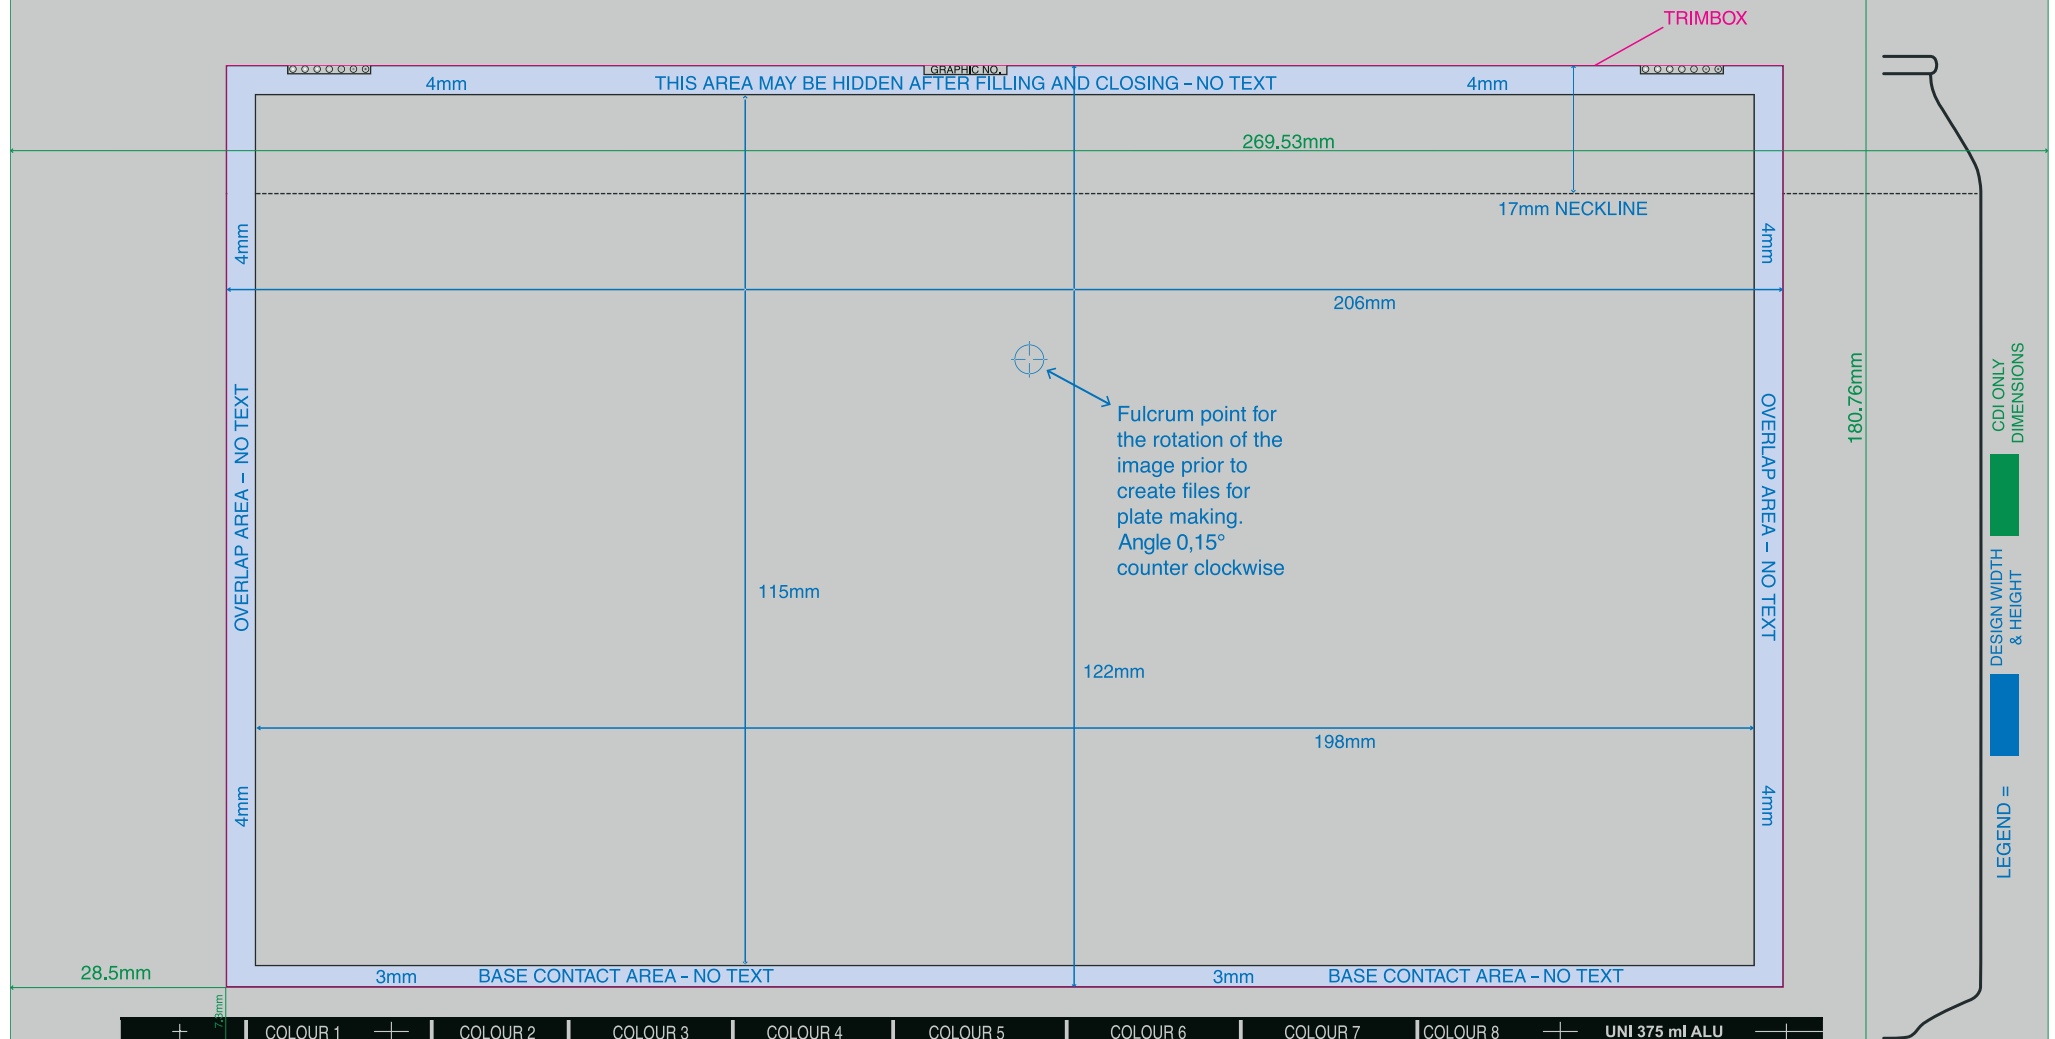 TRIMBOX
GRAPHIC NO.
4mm
THIS AREA MAY BE HIDDEN AFTER FILLING AND CLOSING – NO TEXT
4mm
269.53mm
17mm NECKLINE
4mm
4mm
206mm
180.76mm
CDI ONLY
DIMENSIONS
OVERLAP AREA – NO TEXT
Fulcrum point for
the rotation of the
image prior to
create files for
plate making.
Angle 0,15°
counter clockwise
OVERLAP AREA – NO TEXT
115mm
DESIGN WIDTH
& HEIGHT
122mm
198mm
4mm
4mm
LEGEND =
28.5mm
3mm
BASE CONTACT AREA – NO TEXT
3mm
BASE CONTACT AREA – NO TEXT
COLOUR 1
COLOUR 2
COLOUR 3
COLOUR 4
COLOUR 5
COLOUR 6
COLOUR 7
COLOUR 8
UNI 375 ml ALU